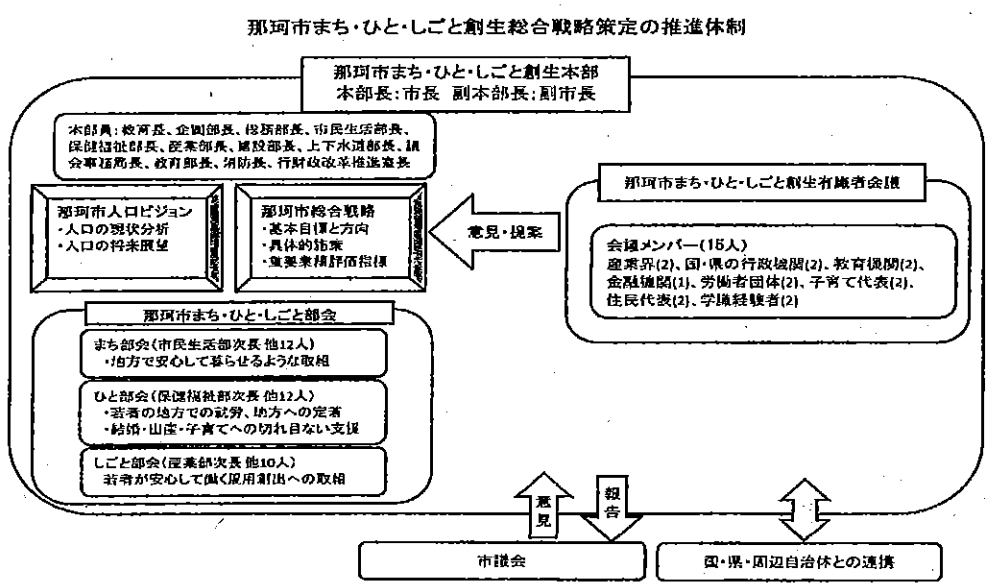 那珂市まち・ひと・しごと創生総合戦略策定の推進体制
那珂市まち・ひと・しごと創生本部
本部長:市長 副本部長;副市長
本部員:教育長、企画部長、総務部長、市民生活部長、
保健福祉部長、産業部長、建設部長、上下水道部長、議
会事務局長、教育部長、消防長、行財政改革推進室長
那珂市人口ビジョン
・人口の現状分析
・人口の将来展望
那珂市総合戦略
・基本目標と方向
・具体的施策
・重要業績評価指標
意見・提案
那珂市まち・ひと・しごと創生有識者会議
会議メンバー(15人)
産業界(2)、国・県の行政機関(2)、教育機関(2)、
金融機関(1)、労働者団体(2)、子育て代表(2)、
住民代表(2)、学識経験者(2)
那珂市まち・ひと・しごと部会
まち部会(市民生活部次長 他12人)
・地方で安心して暮らせるような取組
ひと部会(保健福祉部次長 他12人)
・若者の地方での就労、地方への定着
・結婚・出産・子育てへの切れ目ない支援
しごと部会(産業部次長 他10人)
若者が安心して働く雇用創出への取組
意見
報告
市議会
国・県・周辺自治体との連携